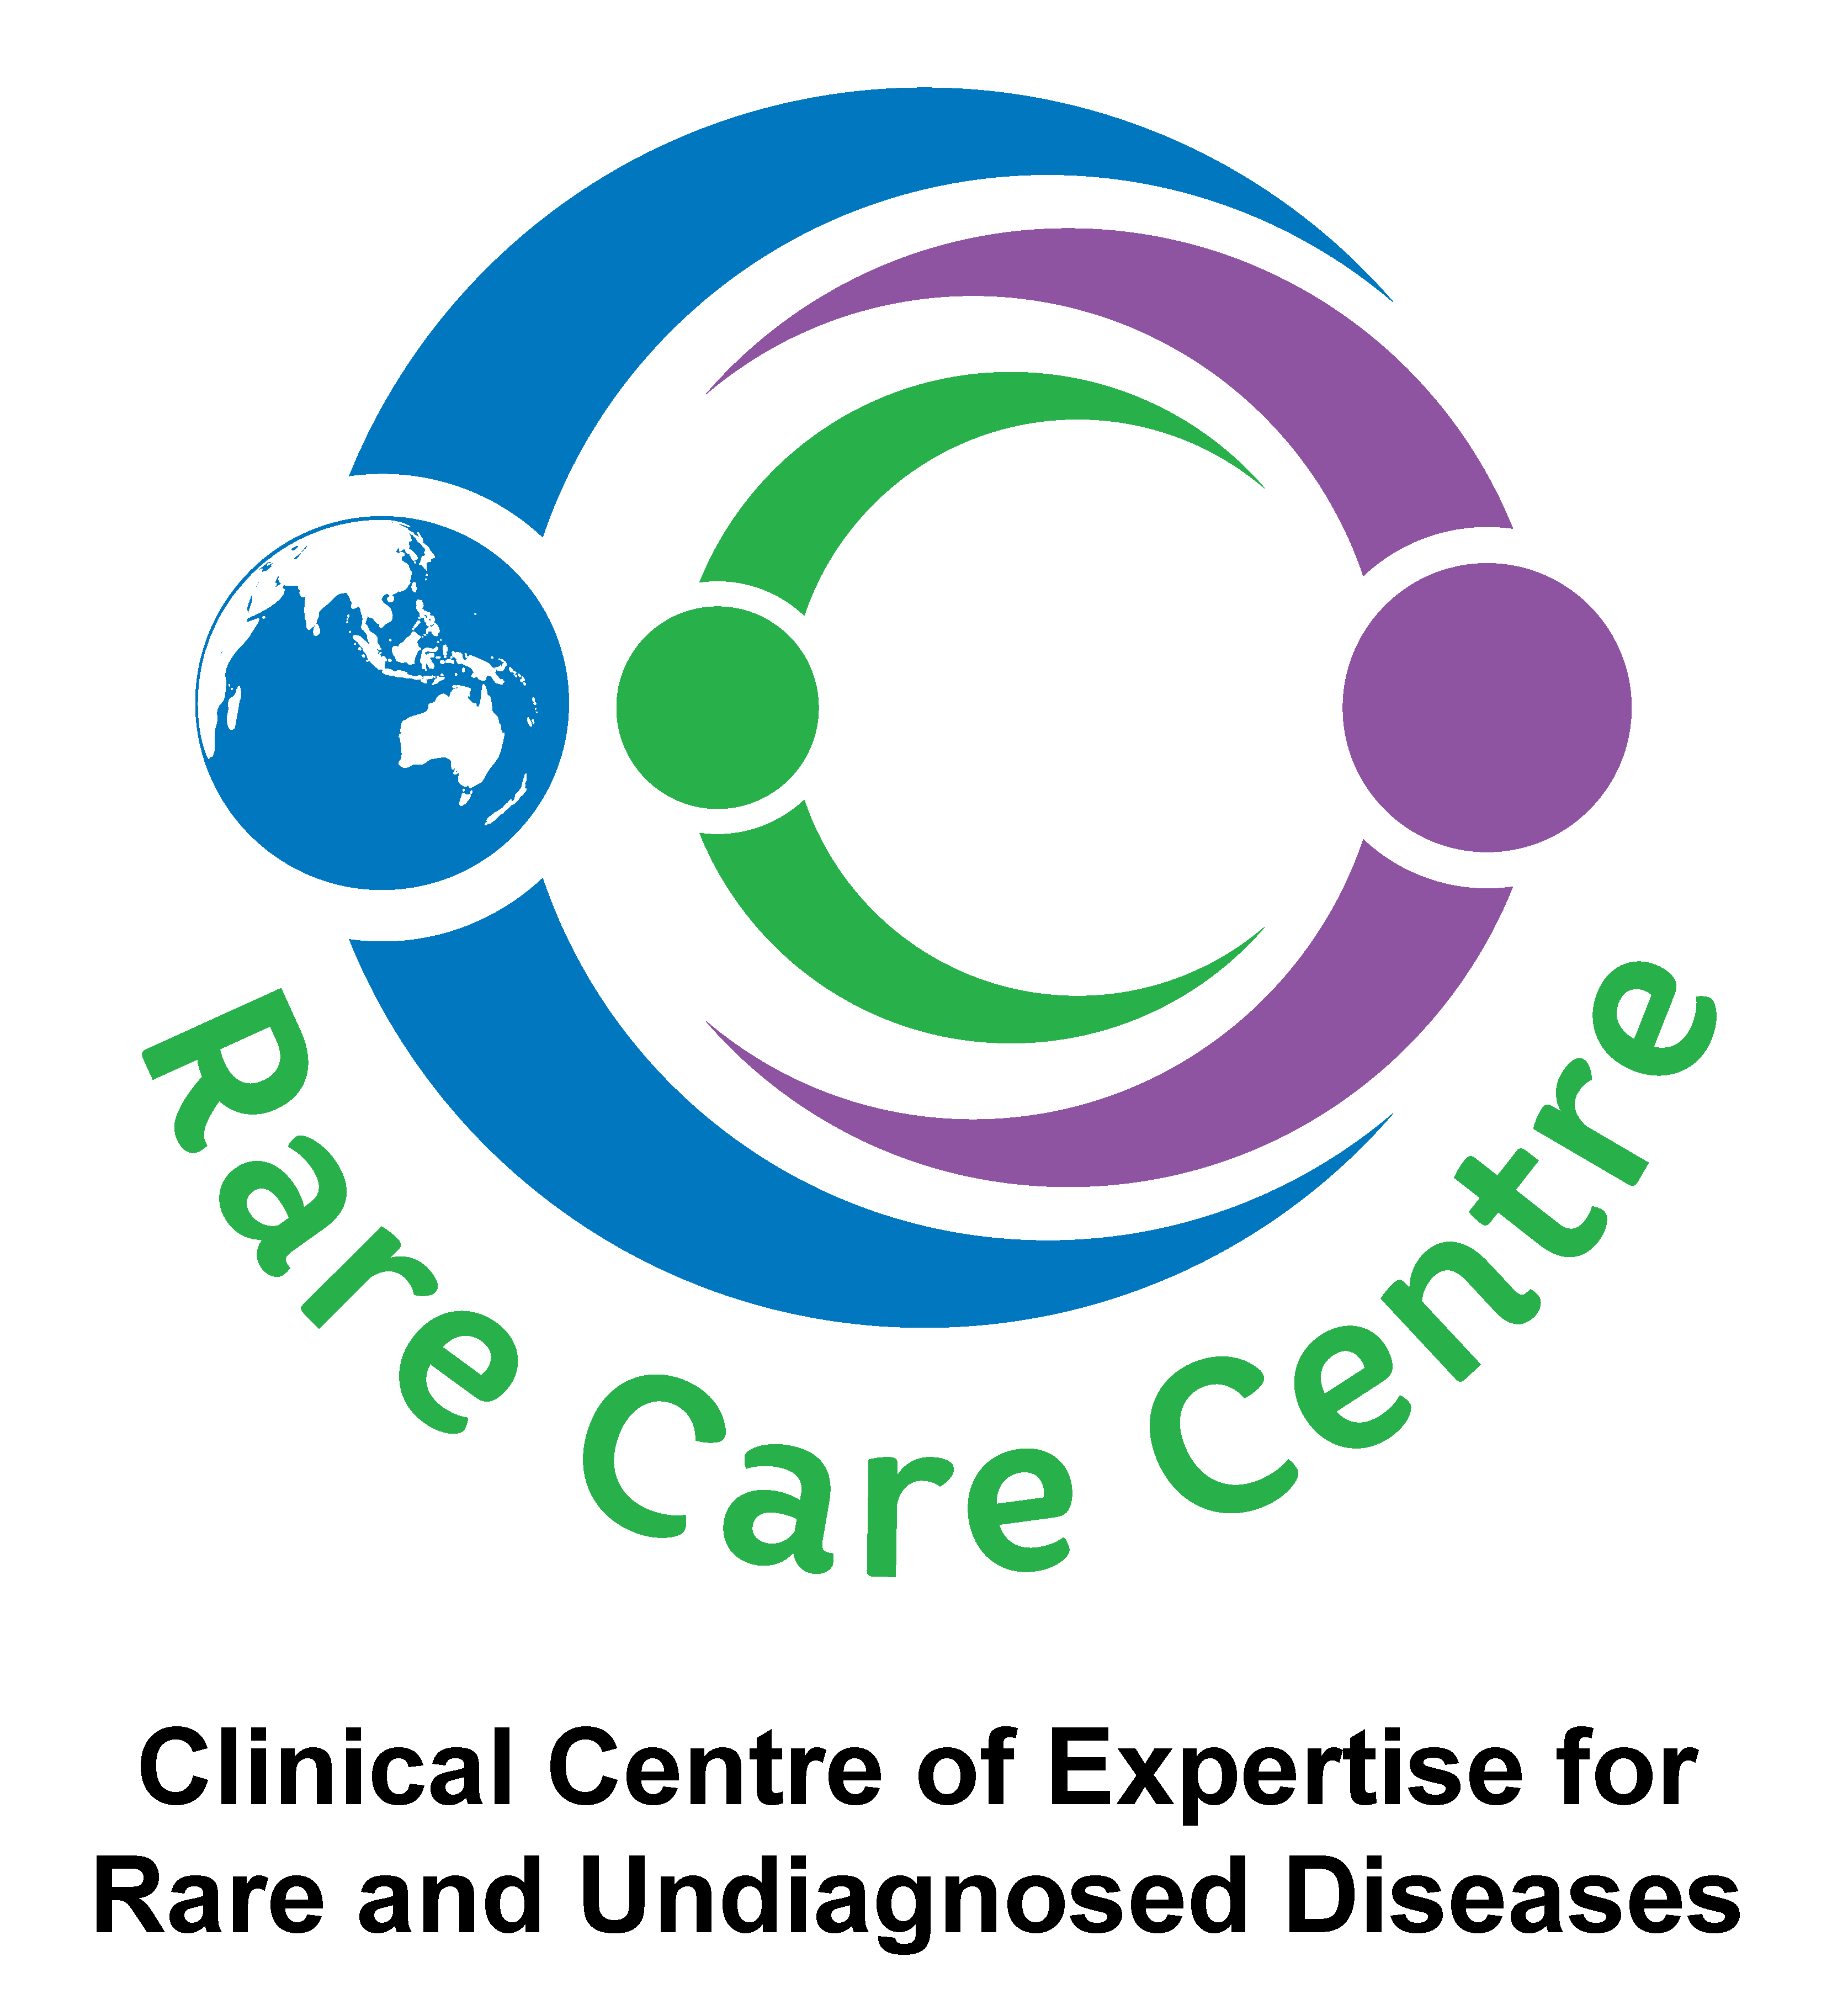 Rare Care Centre
Clinical Centre of Expertise for
Rare and Undiagnosed Diseases